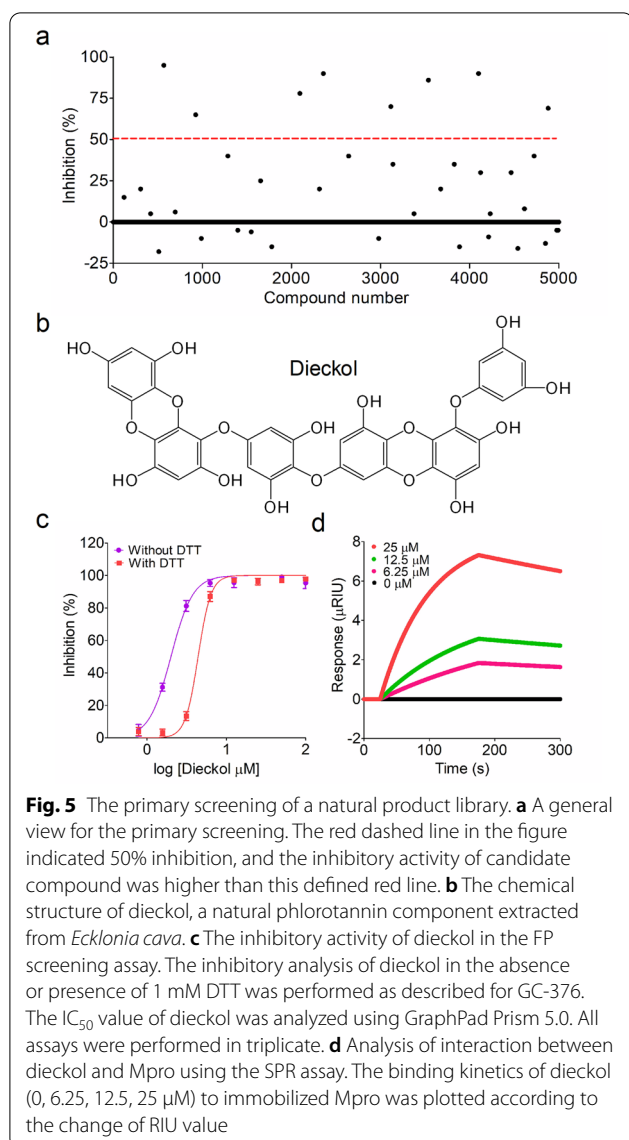 a
100
75
50
25
0
-25
Inhibition (%)
0 1000 2000 3000 4000 5000
Compound number
b
Dieckol
HO OH
O
O
O
OH OH
OH
OH
O
OH
O
O
O
OH
OH
OH
OH
c
Without DTT
With DTT
120
100
80
60
40
20
0
Inhibition (%)
0 1 2
log [Dieckol μM]
d
25 μM
12.5 μM
6.25 μM
0 μM
8
6
4
2
0
-2
Response (μRIU)
0 100 200 300
Time (s)
Fig. 5 The primary screening of a natural product library. a A general
view for the primary screening. The red dashed line in the figure
indicated 50% inhibition, and the inhibitory activity of candidate
compound was higher than this defined red line. b The chemical
structure of dieckol, a natural phlorotannin component extracted
from Ecklonia cava. c The inhibitory activity of dieckol in the FP
screening assay. The inhibitory analysis of dieckol in the absence
or presence of 1 mM DTT was performed as described for GC-376.
The IC50 value of dieckol was analyzed using GraphPad Prism 5.0. All
assays were performed in triplicate. d Analysis of interaction between
dieckol and Mpro using the SPR assay. The binding kinetics of dieckol
(0, 6.25, 12.5, 25 μM) to immobilized Mpro was plotted according to
the change of RIU value